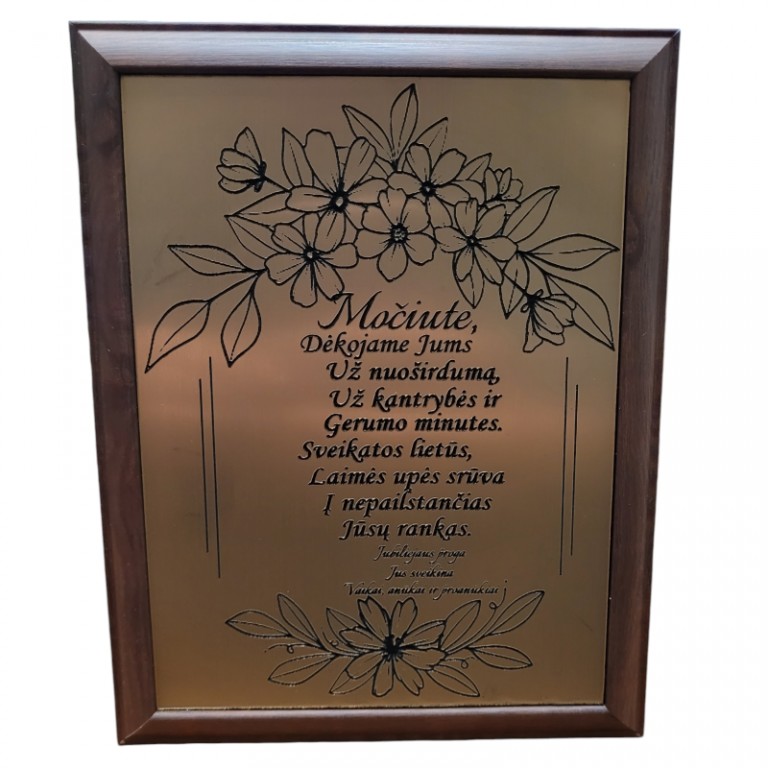 Močiute,
Dėkojame Jums
Už nuoširdumą,
Už kantrybės ir
Gerumo minutes.
Sveikatos lietūs,
Laimės upės srūva
Į nepailstančias
Jūsų rankas.
Jubiliejaus proga
Jus sveikina
Vaikai, anūkai ir proanūkiai